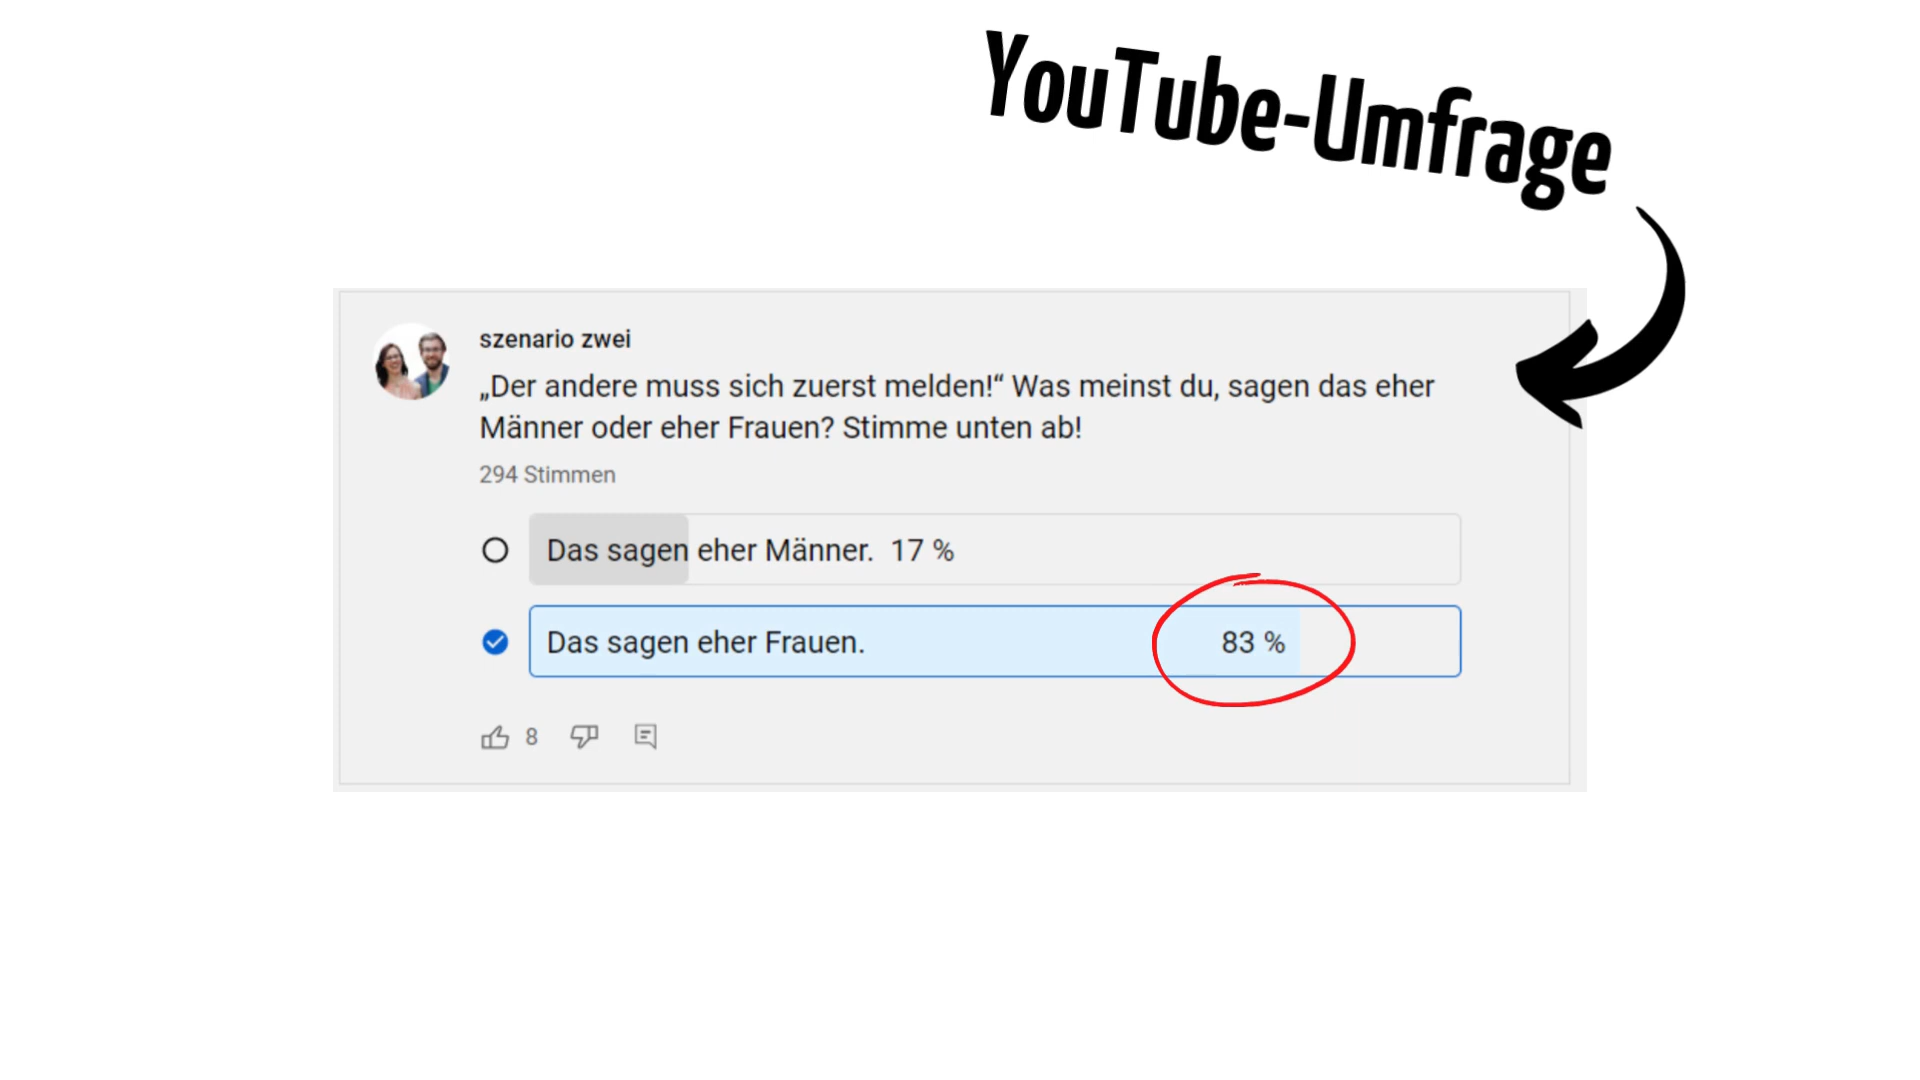 YouTube-Umfrage
szenario zwei
„Der andere muss sich zuerst melden!“ Was meinst du, sagen das eher
Männer oder eher Frauen? Stimme unten ab!
294 Stimmen
Das sagen eher Männer. 17 %
Das sagen eher Frauen. 83 %
8